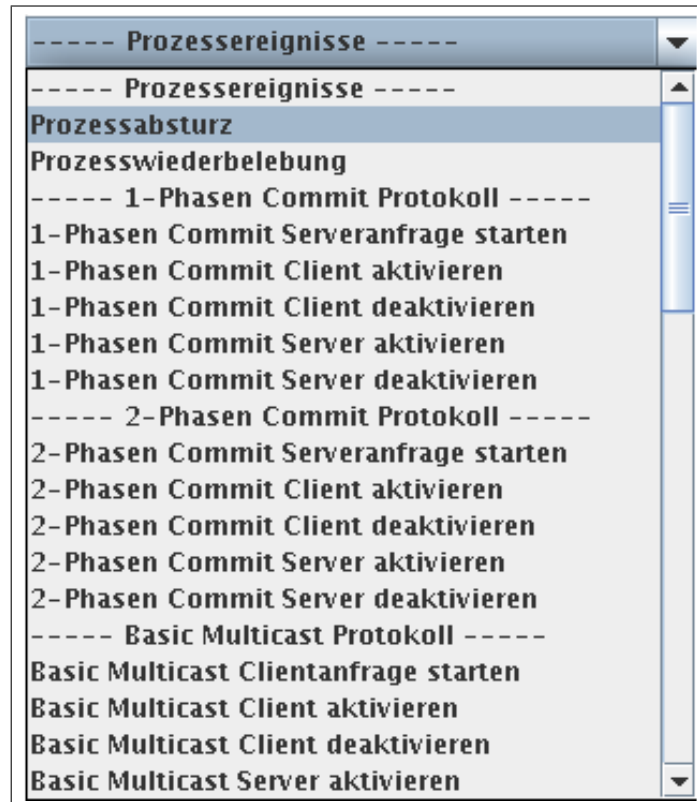 ----- Prozessereignisse -----
----- Prozessereignisse -----
Prozessabsturz
Prozesswiederbelebung
----- 1-Phasen Commit Protokoll -----
1-Phasen Commit Serveranfrage starten
1-Phasen Commit Client aktivieren
1-Phasen Commit Client deaktivieren
1-Phasen Commit Server aktivieren
1-Phasen Commit Server deaktivieren
----- 2-Phasen Commit Protokoll -----
2-Phasen Commit Serveranfrage starten
2-Phasen Commit Client aktivieren
2-Phasen Commit Client deaktivieren
2-Phasen Commit Server aktivieren
2-Phasen Commit Server deaktivieren
----- Basic Multicast Protokoll -----
Basic Multicast Clientanfrage starten
Basic Multicast Client aktivieren
Basic Multicast Client deaktivieren
Basic Multicast Server aktivieren